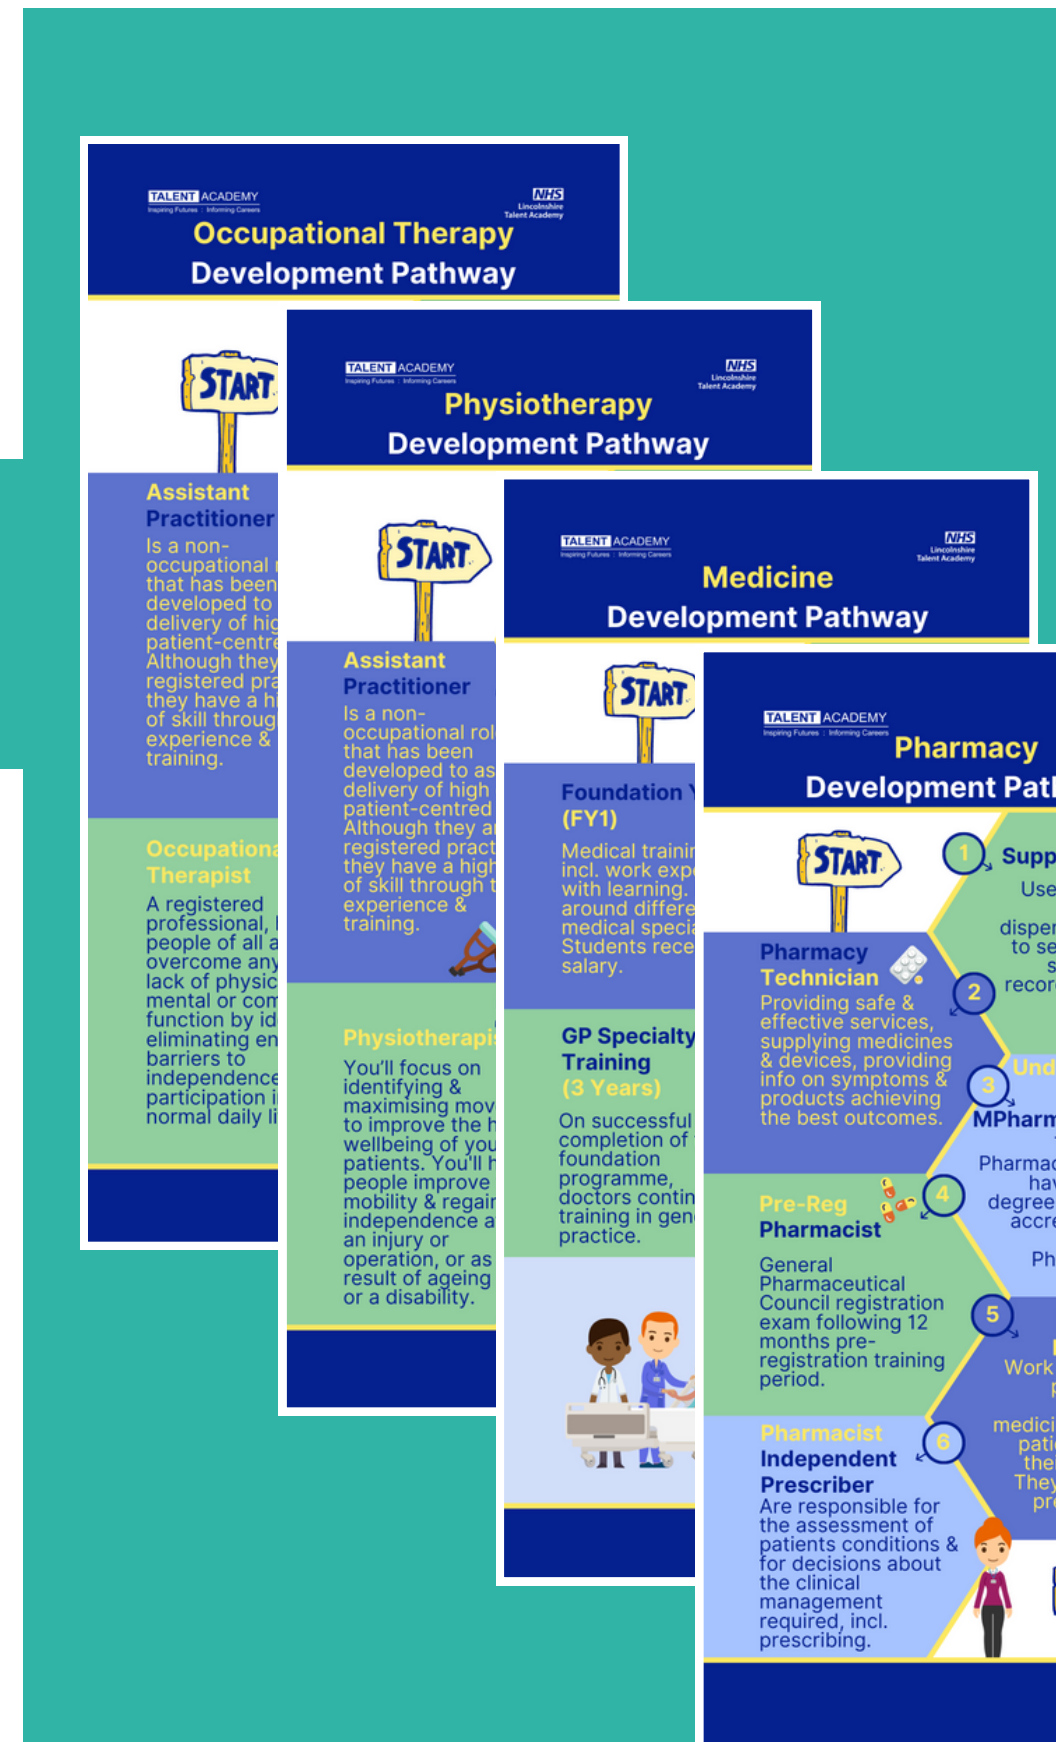 TALENT ACADEMY
Inspiring Futures : Informing Careers
NHS
Lincolnshire
Talent Academy
Occupational Therapy
Development Pathway
START
Assistant
Practitioner
Is a non-
occupational
that has been
developed to
delivery of
Although they
registered
they have a
of skill
experience &
training.
Therapist
A registered
professional,
people of all
overcome any
lack of
mental or
function by
eliminating
barriers to
independence
participation
normal daily
TALENT ACADEMY
Inspiring Futures : Informing Careers
NHS
Lincolnshire
Talent Academy
Physiotherapy
Development Pathway
START
Assistant
Practitioner
Is a non-
occupational
that has been
developed to
delivery of high
patient-centred
Although they
registered
they have a high
of skill through
experience &
training.
You'll focus on
identifying &
maximising
to improve the
wellbeing of
patients. You'll
people improve
mobility & regain
independence
an injury or
operation, or as
result of ageing
or a disability.
TALENT ACADEMY
Inspiring Futures : Informing Careers
NHS
Lincolnshire
Talent Academy
Medicine
Development Pathway
START
Foundation
(FY1)
Medical
incl. work
with learning.
around
medical
Students
salary.
GP Specialty
Training
(3 Years)
On successful
completion of
foundation
programme,
doctors
training in
practice.
TALENT ACADEMY
Inspiring Futures : Informing Careers
Pharmacy
Development
START
1
Pharmacy
Technician
Providing safe &
effective services,
supplying medicines
& devices, providing
info on symptoms &
products achieving
the best outcomes.
2
to
3
4
Pre-Reg
Pharmacist
General
Pharmaceutical
Council registration
exam following 12
months pre-
registration training
period.
degree
5
Work
They
6
Pharmacist
Independent
Prescriber
Are responsible for
the assessment of
patients conditions &
for decisions about
the clinical
management
required, incl.
prescribing.